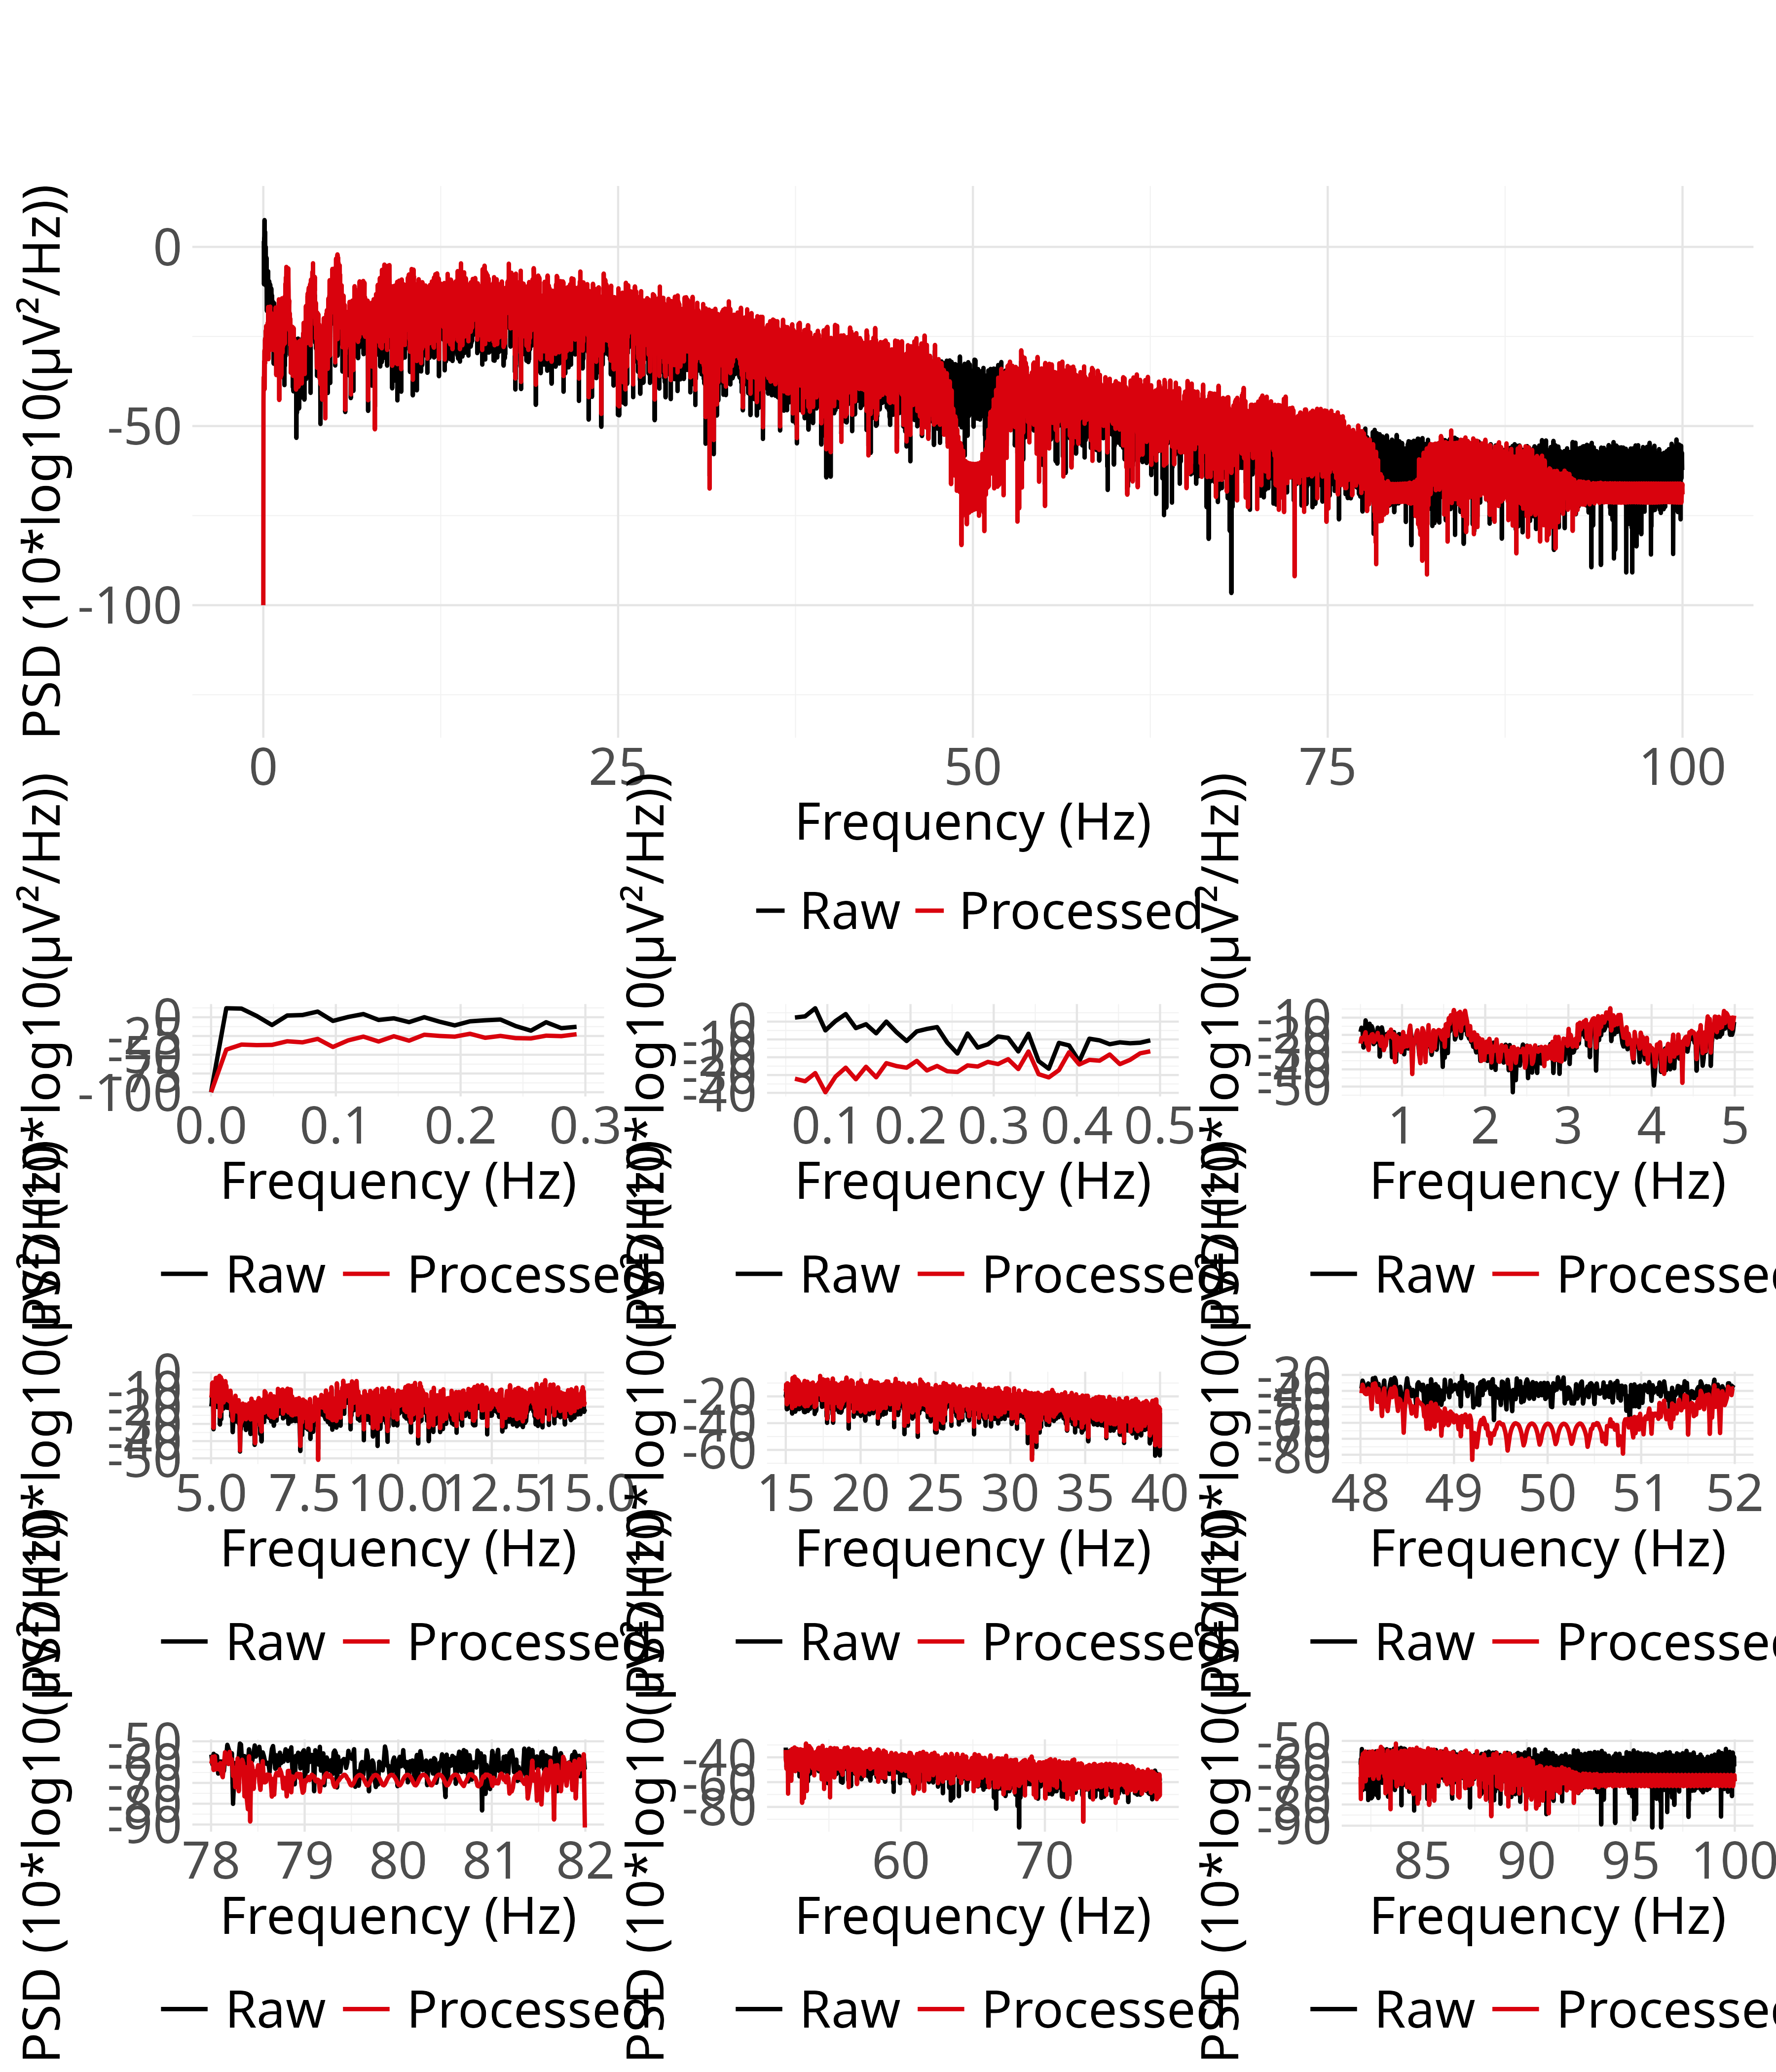 PSD (10*log10(µV²/Hz))
0
-50
-100
0 25 50 75 100
Frequency (Hz)
Raw Processed
PSD (10*log10(µV²/Hz))
0
-25
-50
-75
-100
0.0 0.1 0.2 0.3
Frequency (Hz)
Raw Processed
PSD (10*log10(µV²/Hz))
0
-10
-20
-30
-40
0.1 0.2 0.3 0.4 0.5
Frequency (Hz)
Raw Processed
PSD (10*log10(µV²/Hz))
-10
-20
-30
-40
-50
1 2 3 4 5
Frequency (Hz)
Raw Processed
PSD (10*log10(µV²/Hz))
0
-10
-20
-30
-40
-50
5.0 7.5 10.0 12.5 15.0
Frequency (Hz)
Raw Processed
PSD (10*log10(µV²/Hz))
-20
-40
-60
15 20 25 30 35 40
Frequency (Hz)
Raw Processed
PSD (10*log10(µV²/Hz))
-20
-30
-40
-50
-60
-70
-80
48 49 50 51 52
Frequency (Hz)
Raw Processed
PSD (10*log10(µV²/Hz))
-50
-60
-70
-80
-90
78 79 80 81 82
Frequency (Hz)
Raw Processed
PSD (10*log10(µV²/Hz))
-40
-60
-80
60 70
Frequency (Hz)
Raw Processed
PSD (10*log10(µV²/Hz))
-50
-60
-70
-80
-90
85 90 95 100
Frequency (Hz)
Raw Processed